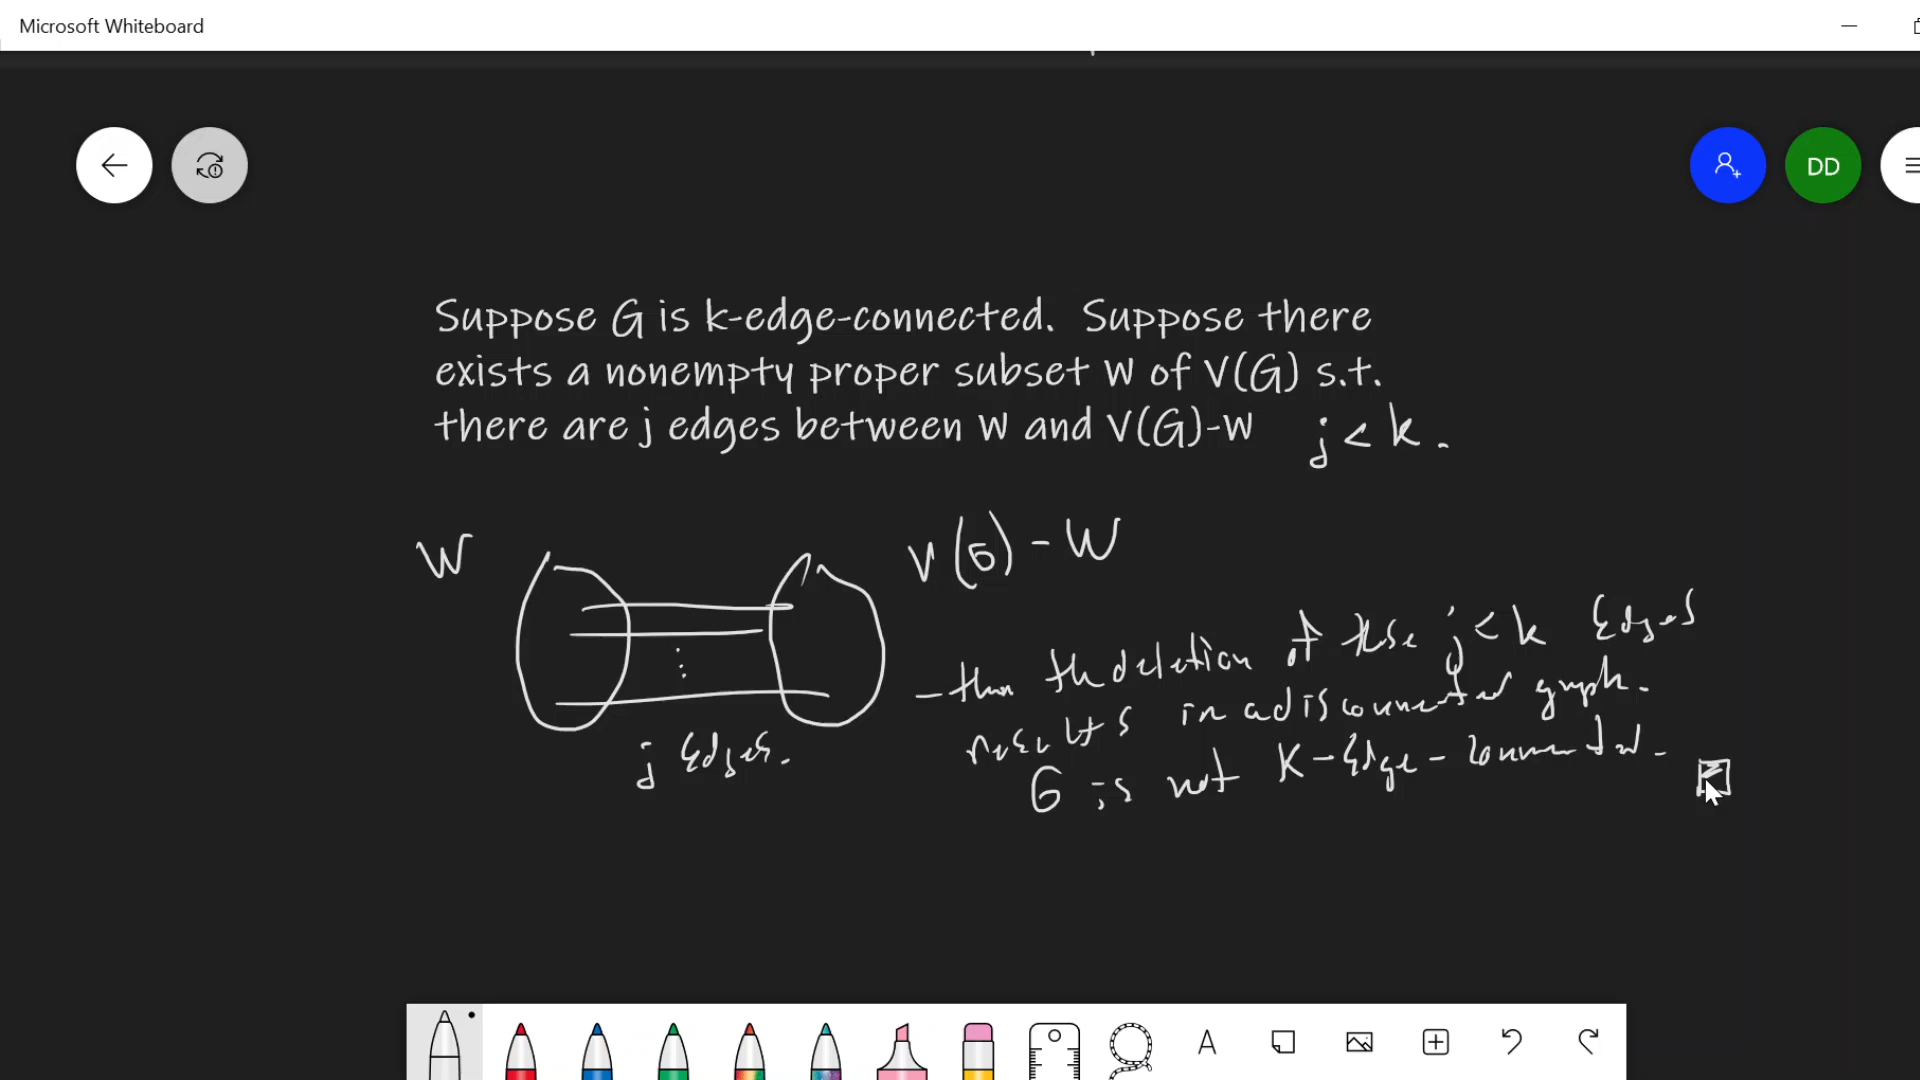 Microsoft Whiteboard
DD
Suppose G is k-edge-connected. Suppose there
exists a nonempty proper subset W of V(G) s.t.
there are j edges between W and V(G)-W j < k.
W
V(G) - W
- then the deletion of these j < k Edges
results in a disconnected graph.
j Edges.
G is not K-Edge-connected.
A